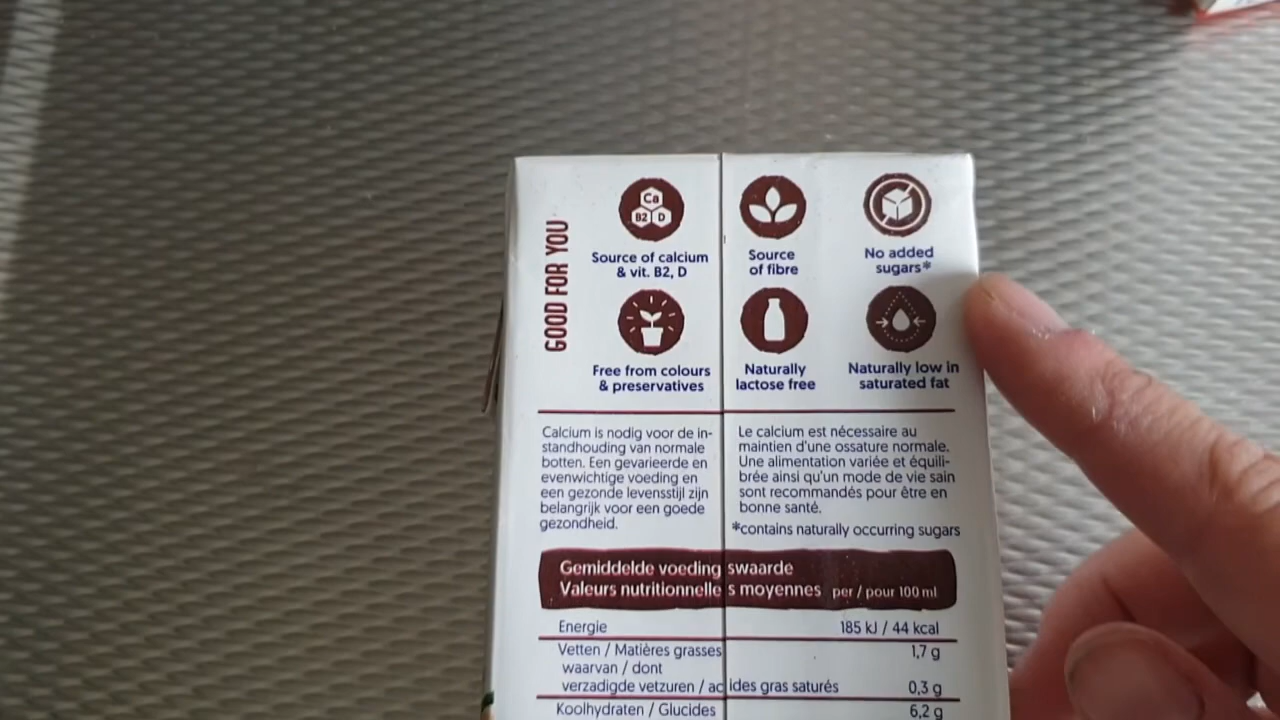 GOOD FOR YOU
Ca
B2 D
Source of calcium
& vit. B2, D
Source
of fibre
No added
sugars*
Free from colours
& preservatives
Naturally
lactose free
Naturally low in
saturated fat
Calcium is nodig voor de in-
standhouding van normale
botten. Een gevarieerde en
evenwichtige voeding en
een gezonde levensstijl zijn
belangrijk voor een goede
gezondheid.
Le calcium est nécessaire au
maintien d'une ossature normale.
Une alimentation variée et équili-
brée ainsi qu'un mode de vie sain
sont recommandés pour être en
bonne santé.
*contains naturally occurring sugars
Gemiddelde voedingswaarde
Valeurs nutritionnelles moyennes per / pour 100 ml
Energie 185 kJ / 44 kcal
Vetten / Matières grasses 1,7 g
waarvan / dont
verzadigde vetzuren / acides gras saturés 0,3 g
Koolhydraten / Glucides 6,2 g